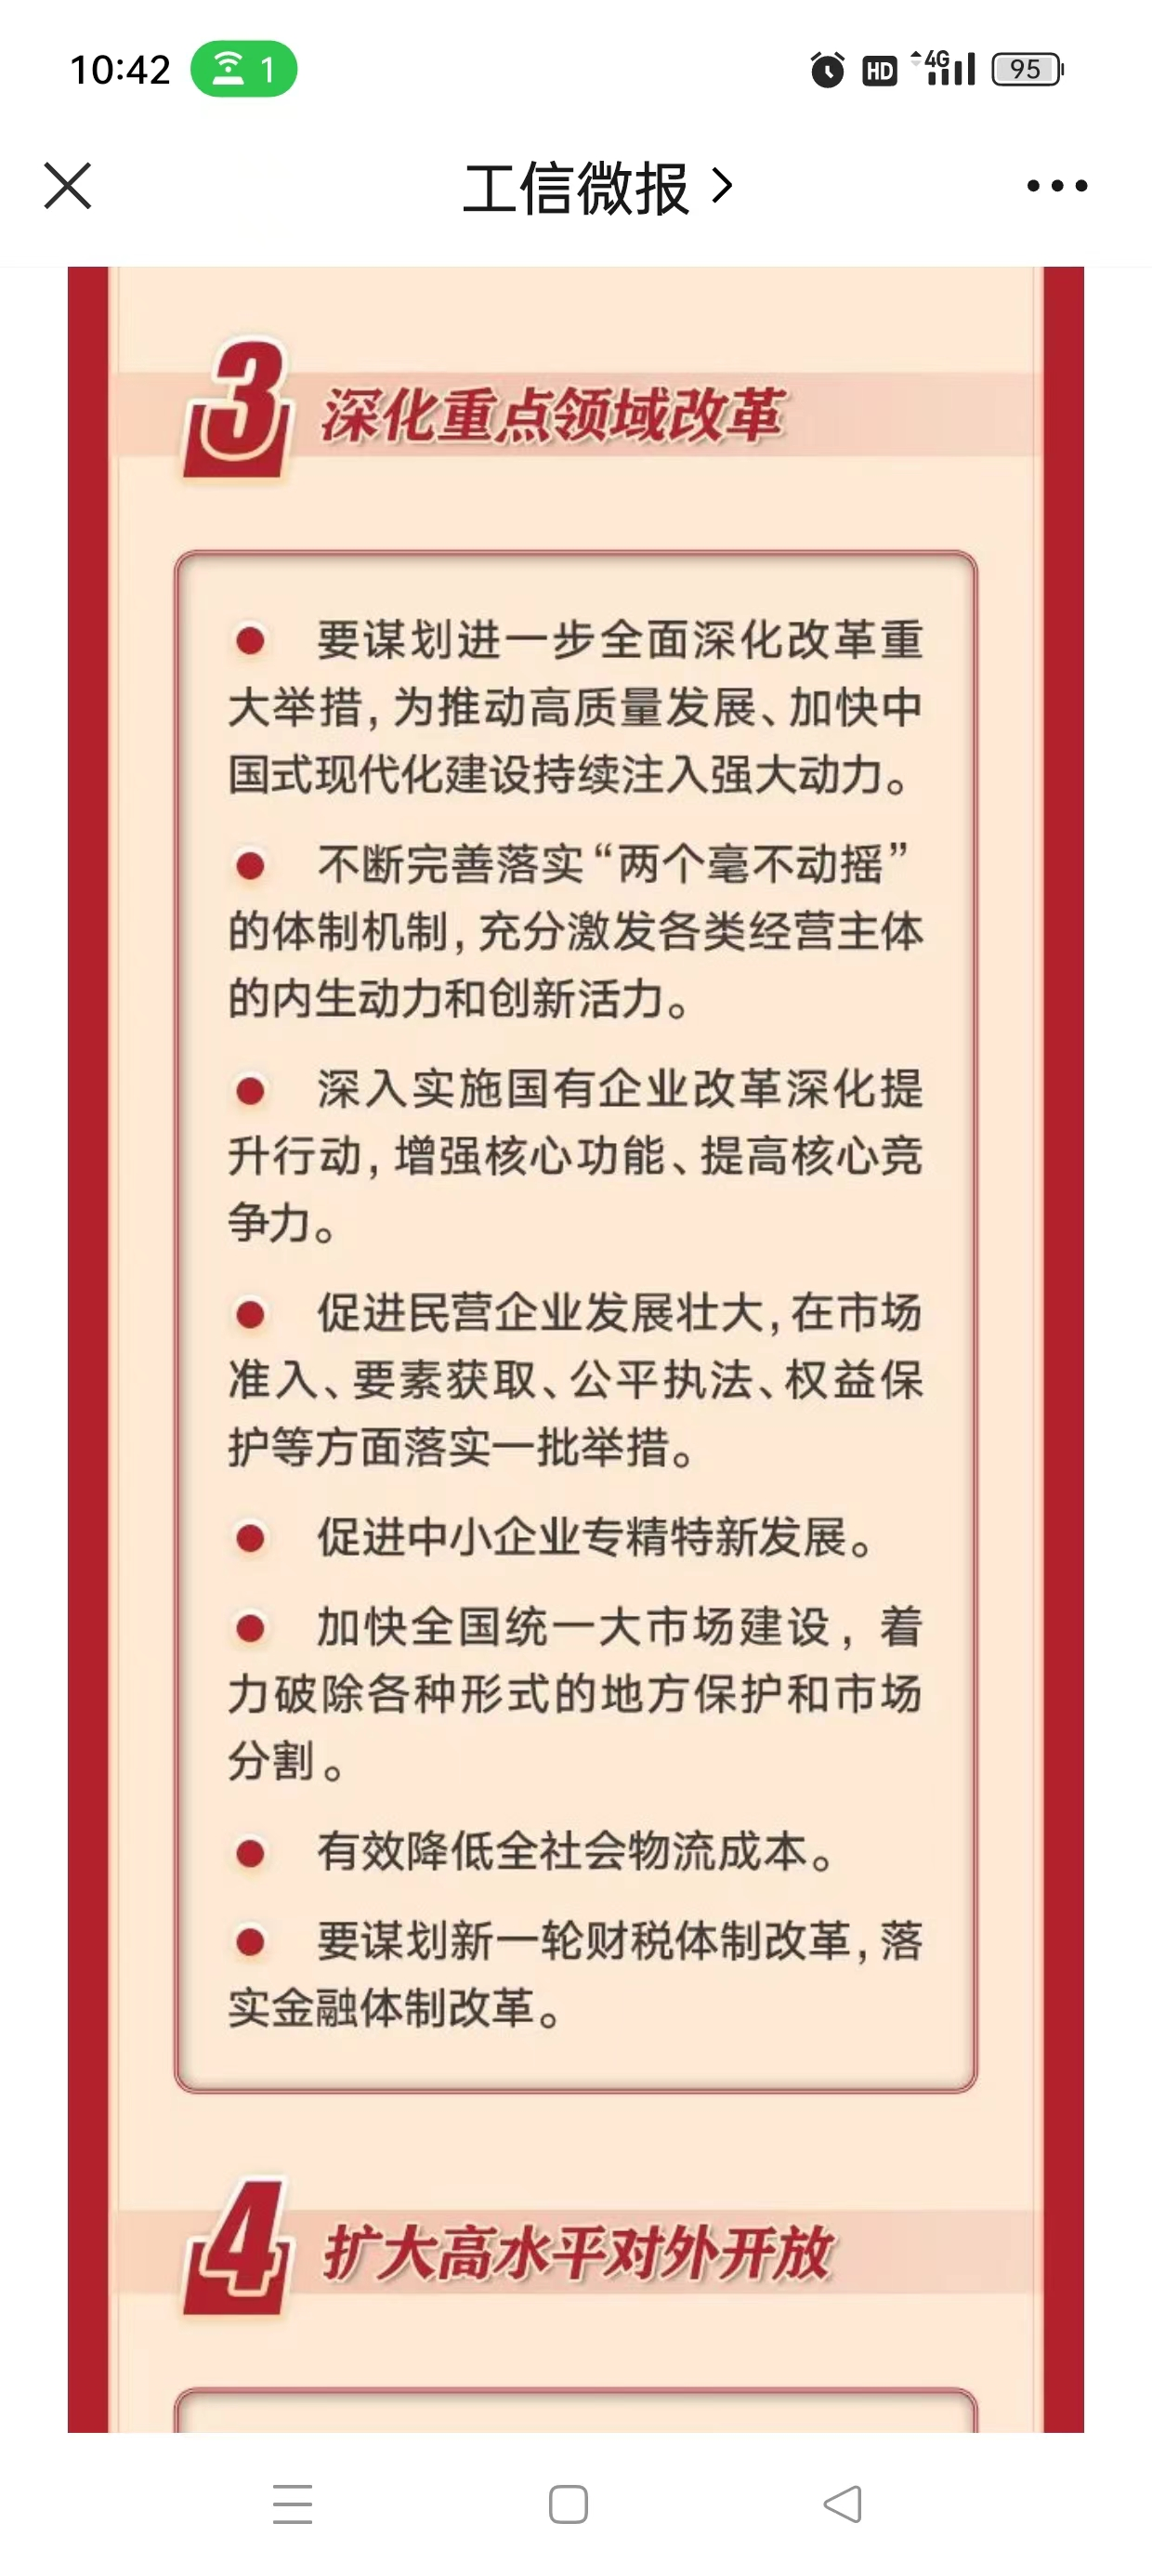 10:42 1 HD 4G 95
工信微报
3 深化重点领域改革
要谋划进一步全面深化改革重
大举措,为推动高质量发展、加快中
国式现代化建设持续注入强大动力。
不断完善落实“两个毫不动摇”
的体制机制,充分激发各类经营主体
的内生动力和创新活力。
深入实施国有企业改革深化提
升行动,增强核心功能、提高核心竞
争力。
促进民营企业发展壮大,在市场
准入、要素获取、公平执法、权益保
护等方面落实一批举措。
促进中小企业专精特新发展。
加快全国统一大市场建设,着
力破除各种形式的地方保护和市场
分割。
有效降低全社会物流成本。
要谋划新一轮财税体制改革,落
实金融体制改革。
4 扩大高水平对外开放